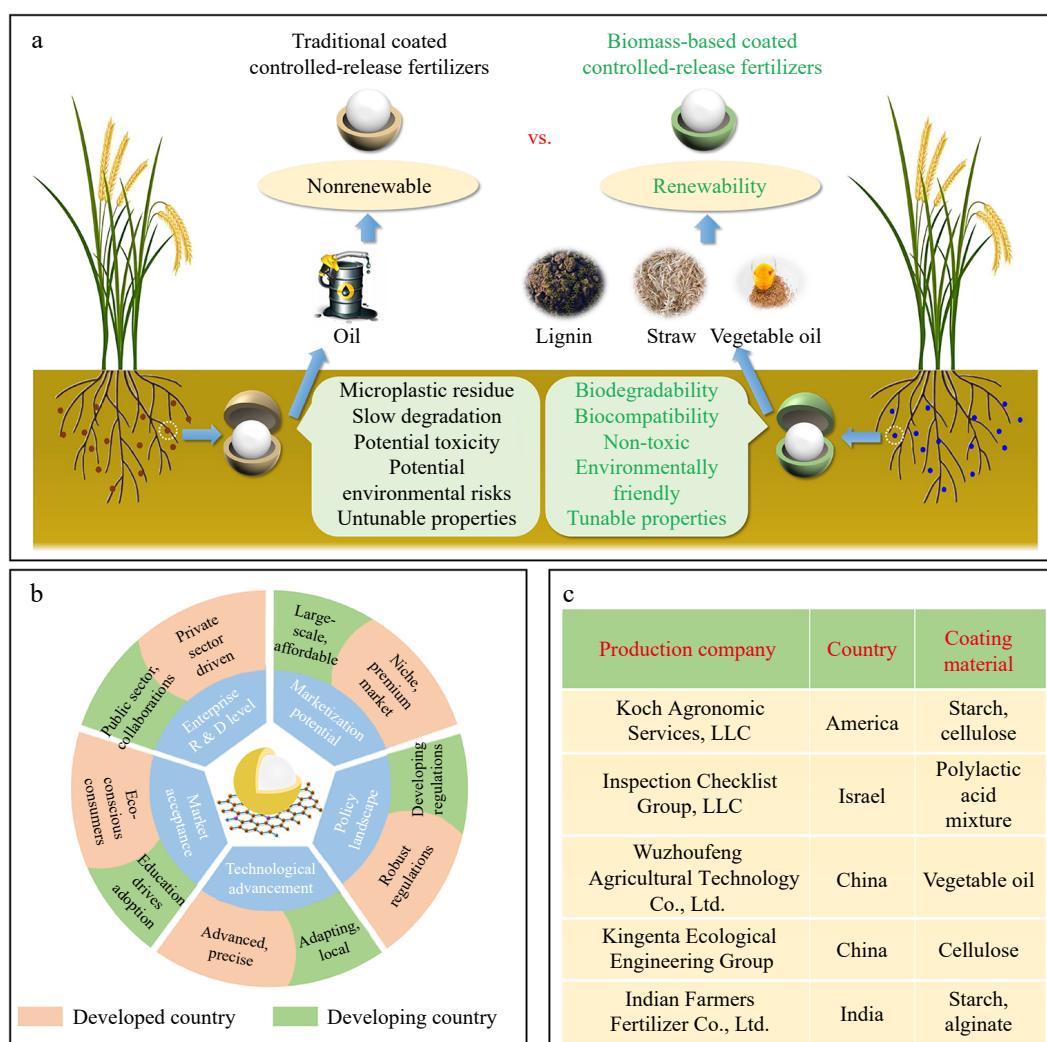 a
Traditional coated
controlled-release fertilizers
Biomass-based coated
controlled-release fertilizers
vs.
Nonrenewable
Renewability
Oil
Lignin
Straw
Vegetable oil
Microplastic residue
Slow degradation
Potential toxicity
Potential
environmental risks
Untunable properties
Biodegradability
Biocompatibility
Non-toxic
Environmentally
friendly
Tunable properties
b
Private
sector
driven
Public sector,
collaborations
Enterprise
R & D level
Large-
scale,
affordable
Niche,
premium
market
Marketization
potential
Developing
regulations
Robust
regulations
Policy
landscape
Technological
advancement
Advanced,
precise
Adapting,
local
Market
acceptance
Eco-
conscious
consumers
Education
drives
adoption
Developed country
Developing country
c
Production company
Country
Coating
material
Koch Agronomic
Services, LLC
America
Starch,
cellulose
Inspection Checklist
Group, LLC
Israel
Polylactic
acid
mixture
Wuzhoufeng
Agricultural Technology
Co., Ltd.
China
Vegetable oil
Kingenta Ecological
Engineering Group
China
Cellulose
Indian Farmers
Fertilizer Co., Ltd.
India
Starch,
alginate